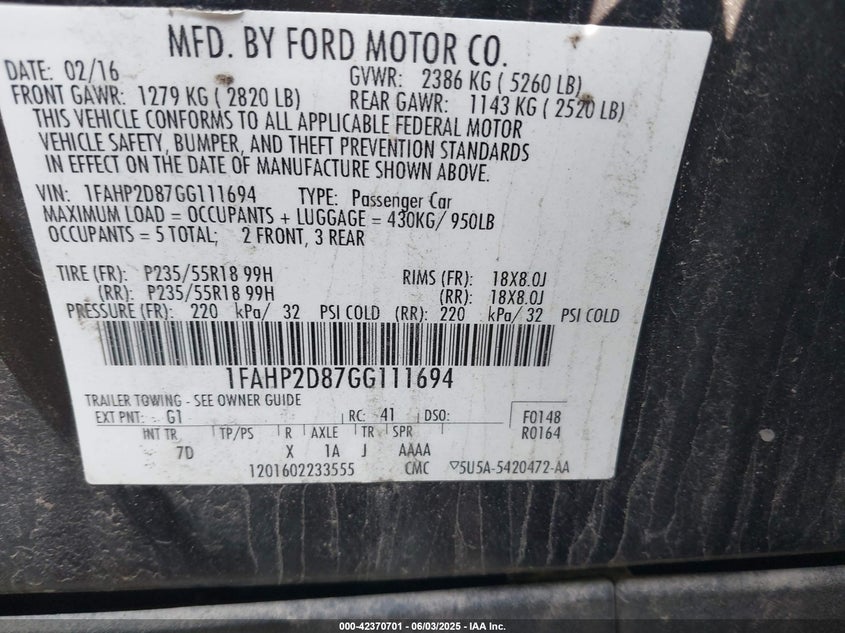 MFD. BY FORD MOTOR CO.
DATE: 02/16 GVWR: 2386 KG ( 5260 LB)
FRONT GAWR: 1279 KG ( 2820 LB) REAR GAWR: 1143 KG ( 2520 LB)
THIS VEHICLE CONFORMS TO ALL APPLICABLE FEDERAL MOTOR
VEHICLE SAFETY, BUMPER, AND THEFT PREVENTION STANDARDS
IN EFFECT ON THE DATE OF MANUFACTURE SHOWN ABOVE.
VIN: 1FAHP2D87GG111694 TYPE: Passenger Car
MAXIMUM LOAD = OCCUPANTS + LUGGAGE = 430KG/ 950LB
OCCUPANTS = 5 TOTAL; 2 FRONT, 3 REAR
TIRE (FR): P235/55R18 99H RIMS (FR): 18X8.0J
(RR): P235/55R18 99H (RR): 18X8.0J
PRESSURE (FR): 220 kPa/ 32 PSI COLD (RR): 220 kPa/ 32 PSI COLD
1FAHP2D87GG111694
TRAILER TOWING - SEE OWNER GUIDE
EXT PNT: G1 RC: 41 DSO: F0148
INT TR TP/PS R AXLE TR SPR R0164
7D X 1A J AAAA
1201602233555 CMC ▽5U5A-5420472-AA
000-42370701 - 06/03/2025 - IAA Inc.